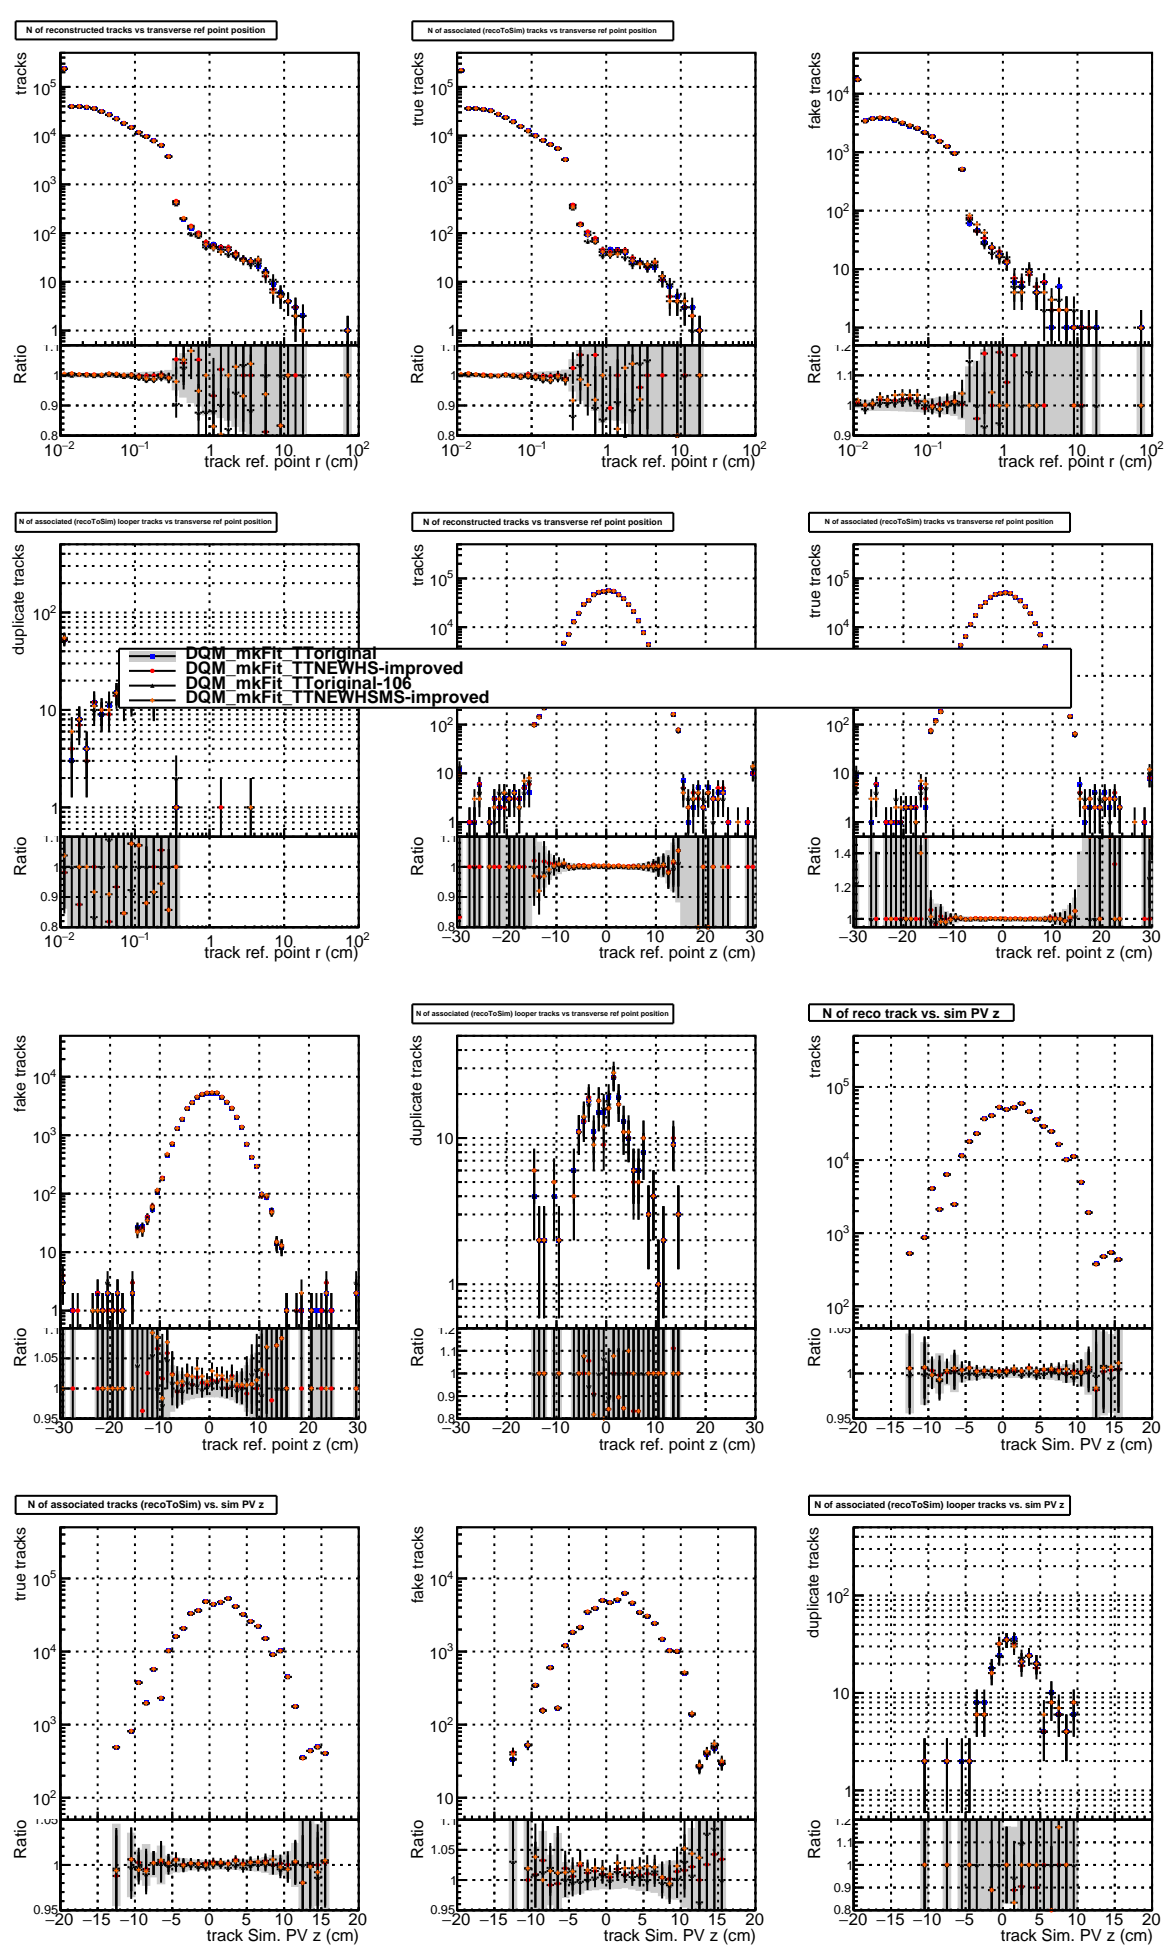 N of reconstructed tracks vs transverse ref point position
N of associated (recoToSim) tracks vs transverse ref point position
tracks
true tracks
fake tracks
Ratio
Ratio
Ratio
track ref. point r (cm)
track ref. point r (cm)
track ref. point r (cm)
N of associated (recoToSim) looper tracks vs transverse ref point position
N of reconstructed tracks vs transverse ref point position
N of associated (recoToSim) tracks vs transverse ref point position
duplicate tracks
tracks
true tracks
DQM_mkFit_TToriginal
DQM_mkFit_TTNEWHS-improved
DQM_mkFit_TToriginal-106
DQM_mkFit_TTNEWHSMS-improved
Ratio
Ratio
Ratio
track ref. point r (cm)
track ref. point z (cm)
track ref. point z (cm)
N of associated (recoToSim) looper tracks vs transverse ref point position
N of reco track vs. sim PV z
fake tracks
duplicate tracks
tracks
Ratio
Ratio
Ratio
track ref. point z (cm)
track ref. point z (cm)
track Sim. PV z (cm)
N of associated tracks (recoToSim) vs. sim PV z
N of associated (recoToSim) looper tracks vs. sim PV z
true tracks
fake tracks
duplicate tracks
Ratio
Ratio
Ratio
track Sim. PV z (cm)
track Sim. PV z (cm)
track Sim. PV z (cm)